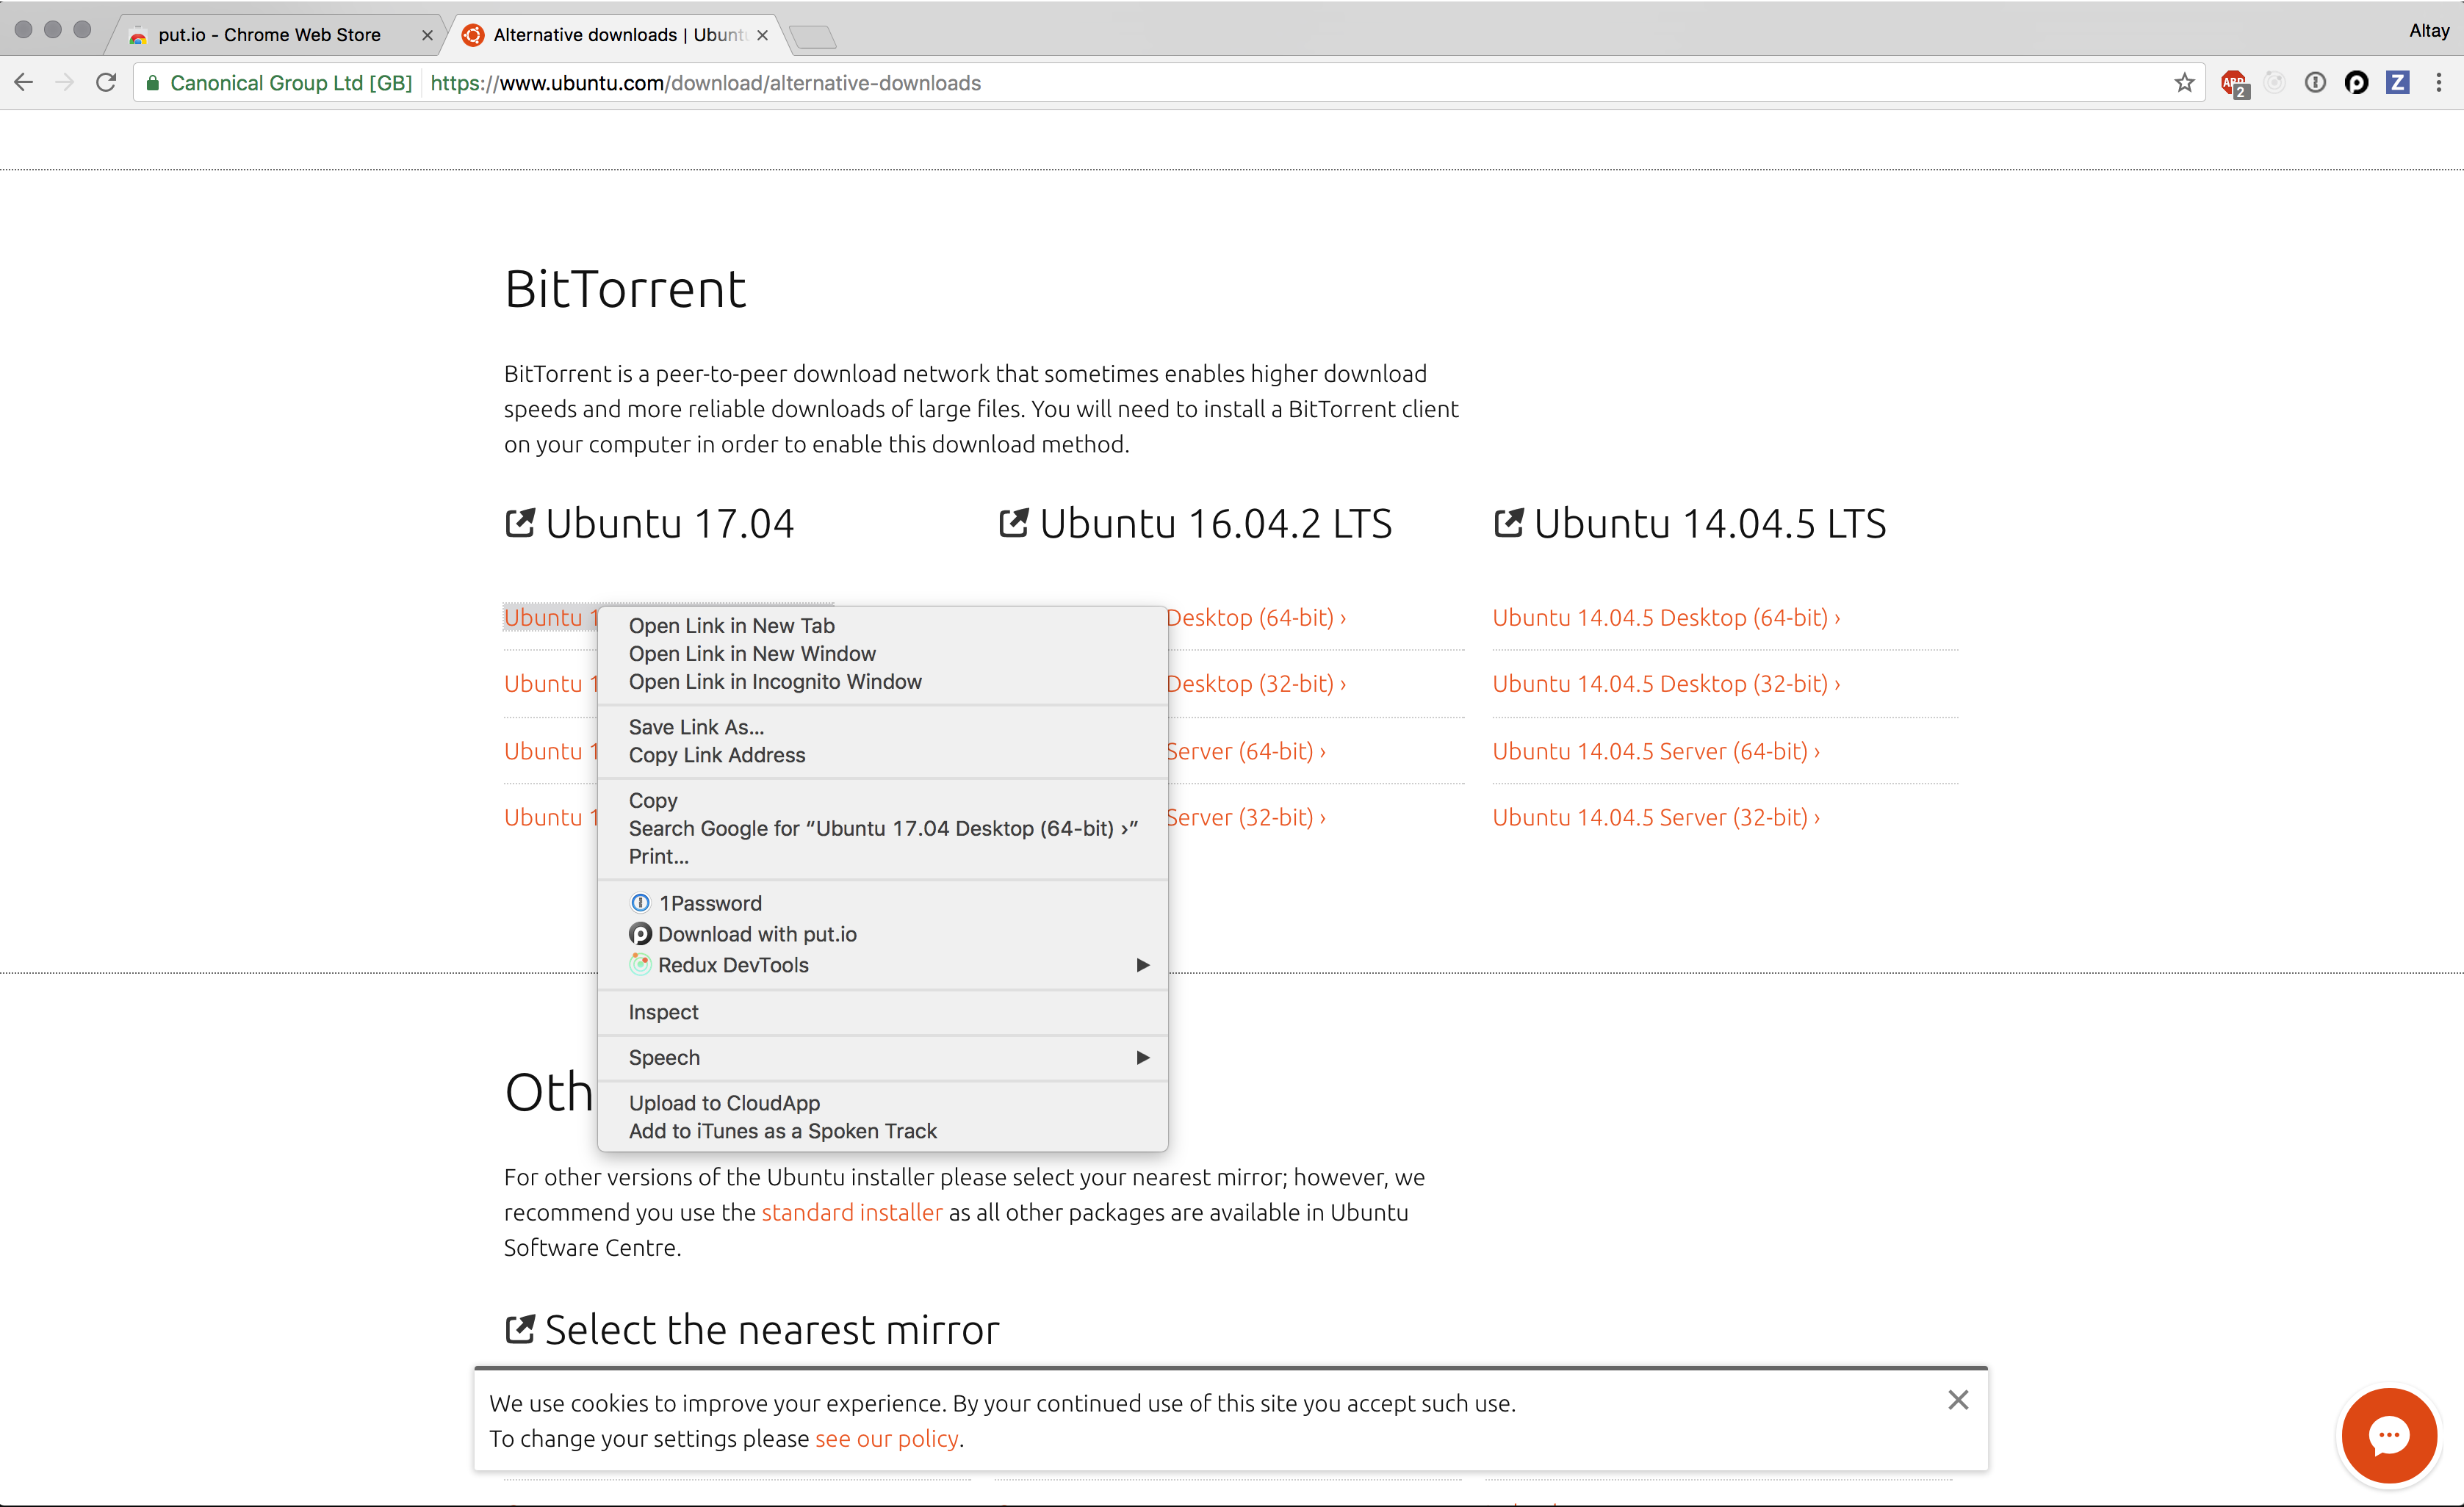 put.io - Chrome Web Store
Alternative downloads | Ubunt
Altay
Canonical Group Ltd [GB] https://www.ubuntu.com/download/alternative-downloads
ABP 2
Z
BitTorrent
BitTorrent is a peer-to-peer download network that sometimes enables higher download
speeds and more reliable downloads of large files. You will need to install a BitTorrent client
on your computer in order to enable this download method.
Ubuntu 17.04
Ubuntu 1
Ubuntu 1
Ubuntu 1
Ubuntu 1
Open Link in New Tab
Open Link in New Window
Open Link in Incognito Window
Save Link As...
Copy Link Address
Copy
Search Google for “Ubuntu 17.04 Desktop (64-bit) ›”
Print...
1Password
Download with put.io
Redux DevTools
Inspect
Speech
Upload to CloudApp
Add to iTunes as a Spoken Track
Ubuntu 16.04.2 LTS
Desktop (64-bit) ›
Desktop (32-bit) ›
Server (64-bit) ›
Server (32-bit) ›
Ubuntu 14.04.5 LTS
Ubuntu 14.04.5 Desktop (64-bit) ›
Ubuntu 14.04.5 Desktop (32-bit) ›
Ubuntu 14.04.5 Server (64-bit) ›
Ubuntu 14.04.5 Server (32-bit) ›
Oth
For other versions of the Ubuntu installer please select your nearest mirror; however, we
recommend you use the standard installer as all other packages are available in Ubuntu
Software Centre.
Select the nearest mirror
We use cookies to improve your experience. By your continued use of this site you accept such use.
To change your settings please see our policy.